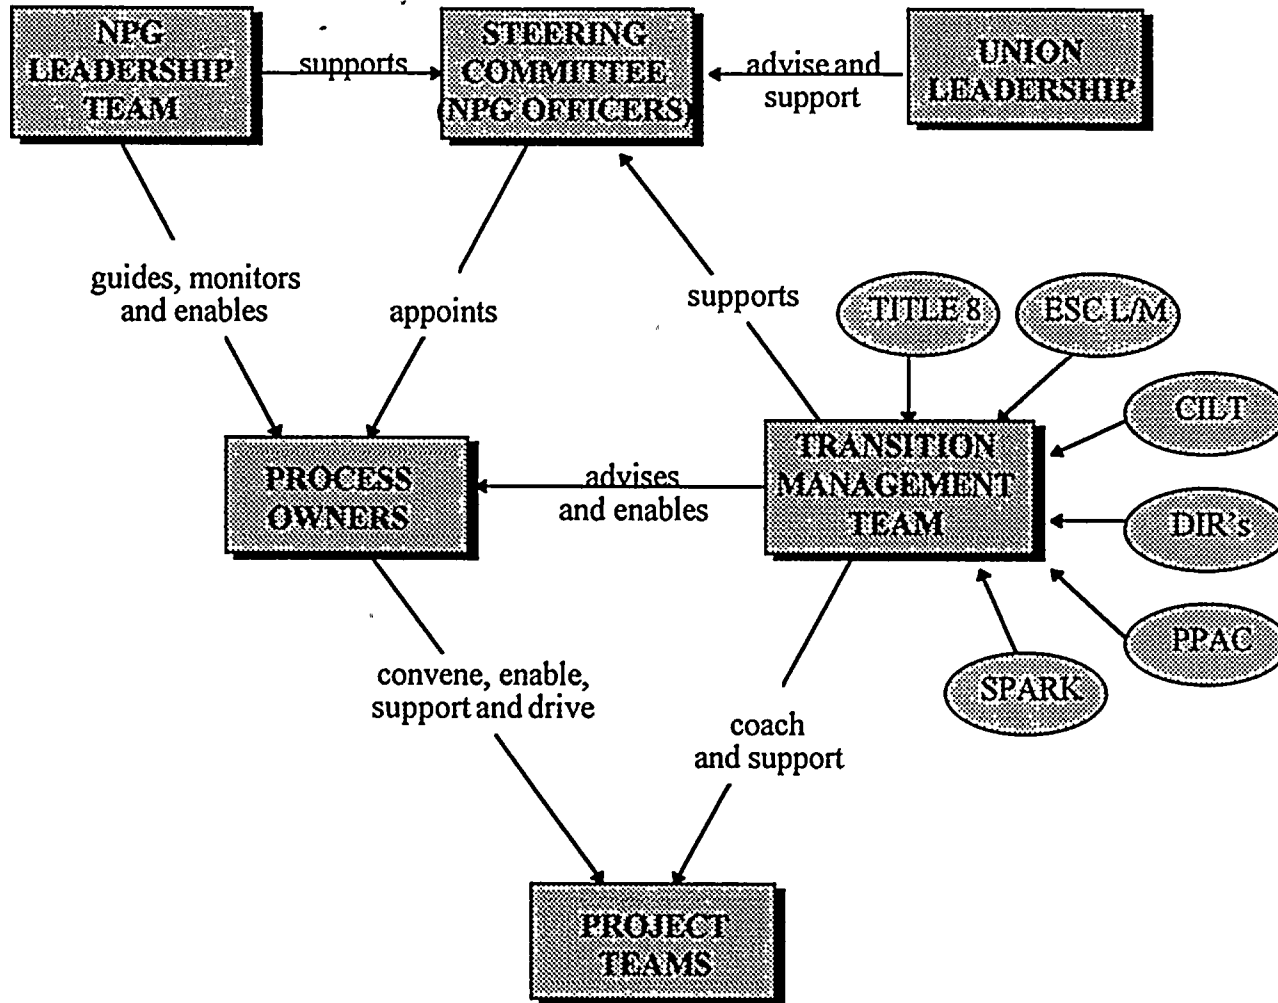 NPG
LEADERSHIP
TEAM
supports
STEERING
COMMITTEE
(NPG OFFICERS)
advise and
support
UNION
LEADERSHIP
guides, monitors
and enables
appoints
supports
TITLE 8
ESC L/M
CILT
PROCESS
OWNERS
advises
and enables
TRANSITION
MANAGEMENT
TEAM
DIR's
PPAC
SPARK
convene, enable,
support and drive
coach
and support
PROJECT
TEAMS